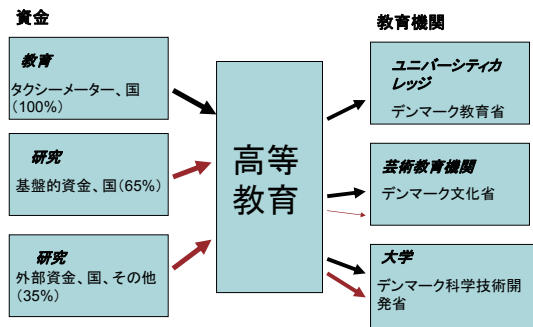 資金
教育
タクシーメーター、国
(100%)
研究
基盤的資金、国(65%)
研究
外部資金、国、その他
(35%)
高等
教育
教育機関
ユニバーシティカ
レッジ
デンマーク教育省
芸術教育機関
デンマーク文化省
大学
デンマーク科学技術開
発省